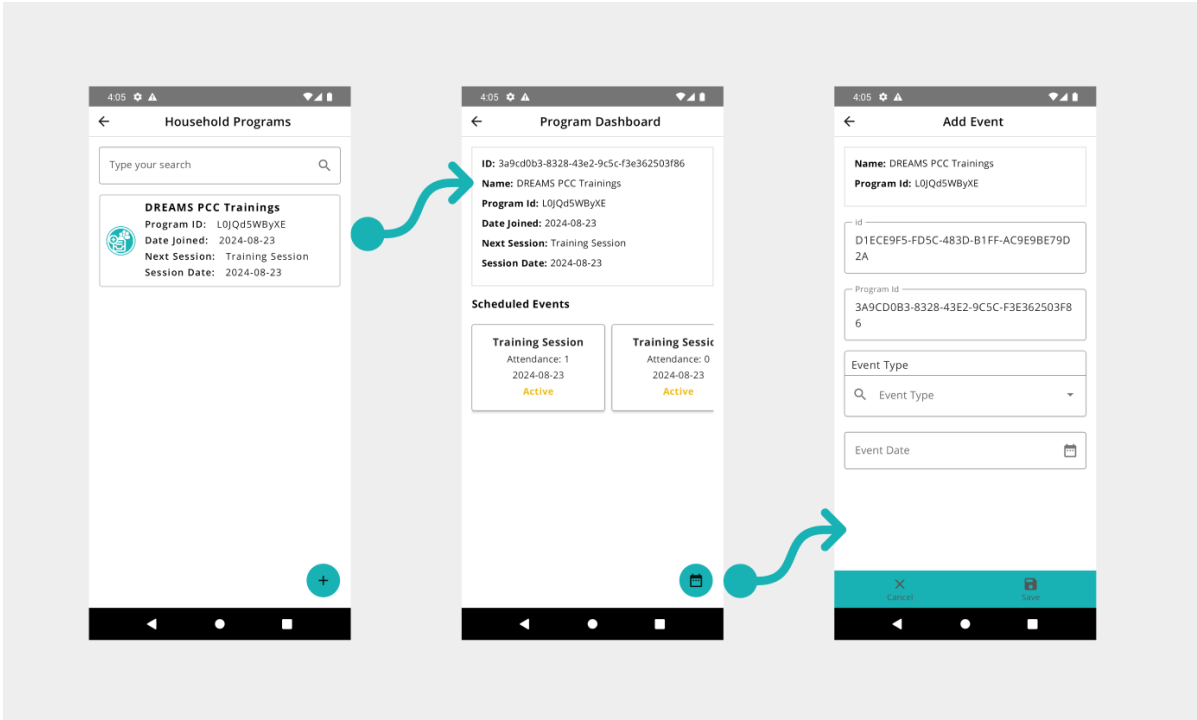 4:05
Household Programs
Type your search
DREAMS PCC Trainings
Program ID: L0JQd5WByXE
Date Joined: 2024-08-23
Next Session: Training Session
Session Date: 2024-08-23
4:05
Program Dashboard
ID: 3a9cd0b3-8328-43e2-9c5c-f3e362503f86
Name: DREAMS PCC Trainings
Program Id: L0JQd5WByXE
Date Joined: 2024-08-23
Next Session: Training Session
Session Date: 2024-08-23
Scheduled Events
Training Session
Attendance: 1
2024-08-23
Active
Training Sessic
Attendance: 0
2024-08-23
Active
4:05
Add Event
Name: DREAMS PCC Trainings
Program Id: L0JQd5WByXE
id
D1ECE9F5-FD5C-483D-B1FF-AC9E9BE79D
2A
Program Id
3A9CD0B3-8328-43E2-9C5C-F3E362503F8
6
Event Type
Event Type
Event Date
Cancel
Save